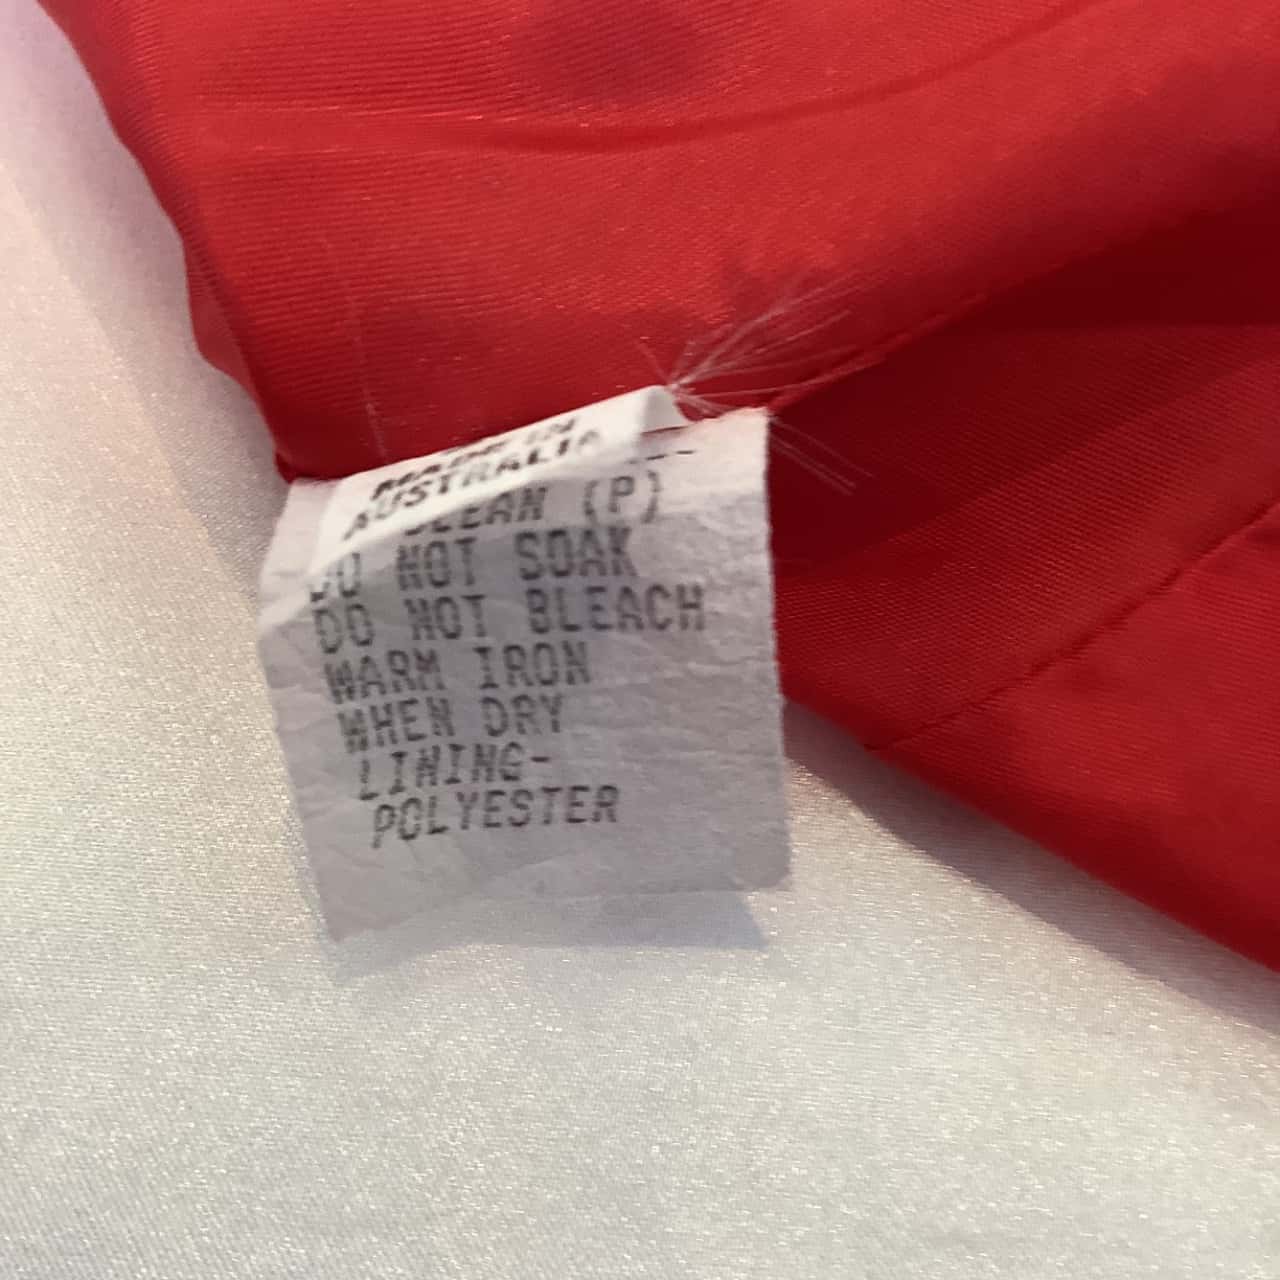 MADE IN
AUSTRALIA
CLEAN (P)
DO NOT SOAK
DO NOT BLEACH
WARM IRON
WHEN DRY
LINING-
POLYESTER